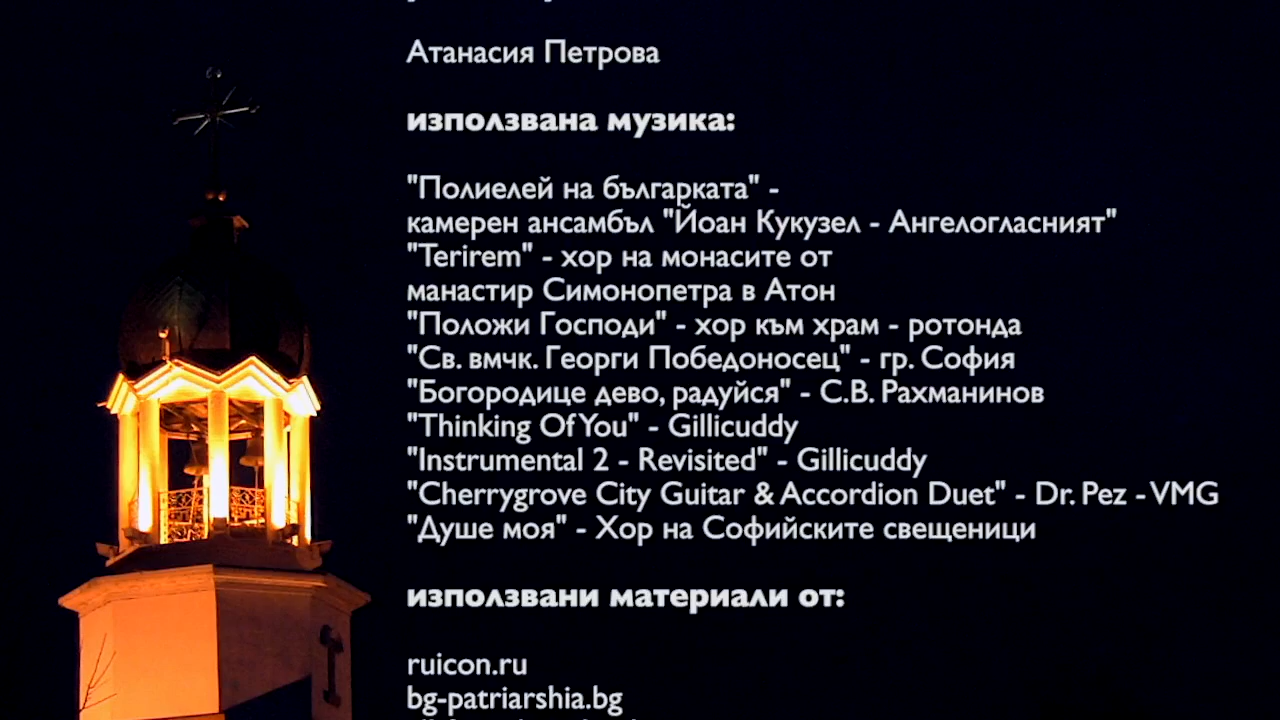 Атанасия Петрова
използвана музика:
"Полиелей на българката" -
камерен ансамбъл "Йоан Кукузел - Ангелогласният"
"Terirem" - хор на монасите от
манастир Симонопетра в Атон
"Положи Господи" - хор към храм - ротонда
"Св. вмчк. Георги Победоносец" - гр. София
"Богородице дево, радуйся" - С.В. Рахманинов
"Thinking Of You" - Gillicuddy
"Instrumental 2 - Revisited" - Gillicuddy
"Cherrygrove City Guitar & Accordion Duet" - Dr. Pez - VMG
"Душе моя" - Хор на Софийските свещеници
използвани материали от:
ruicon.ru
bg-patriarshia.bg